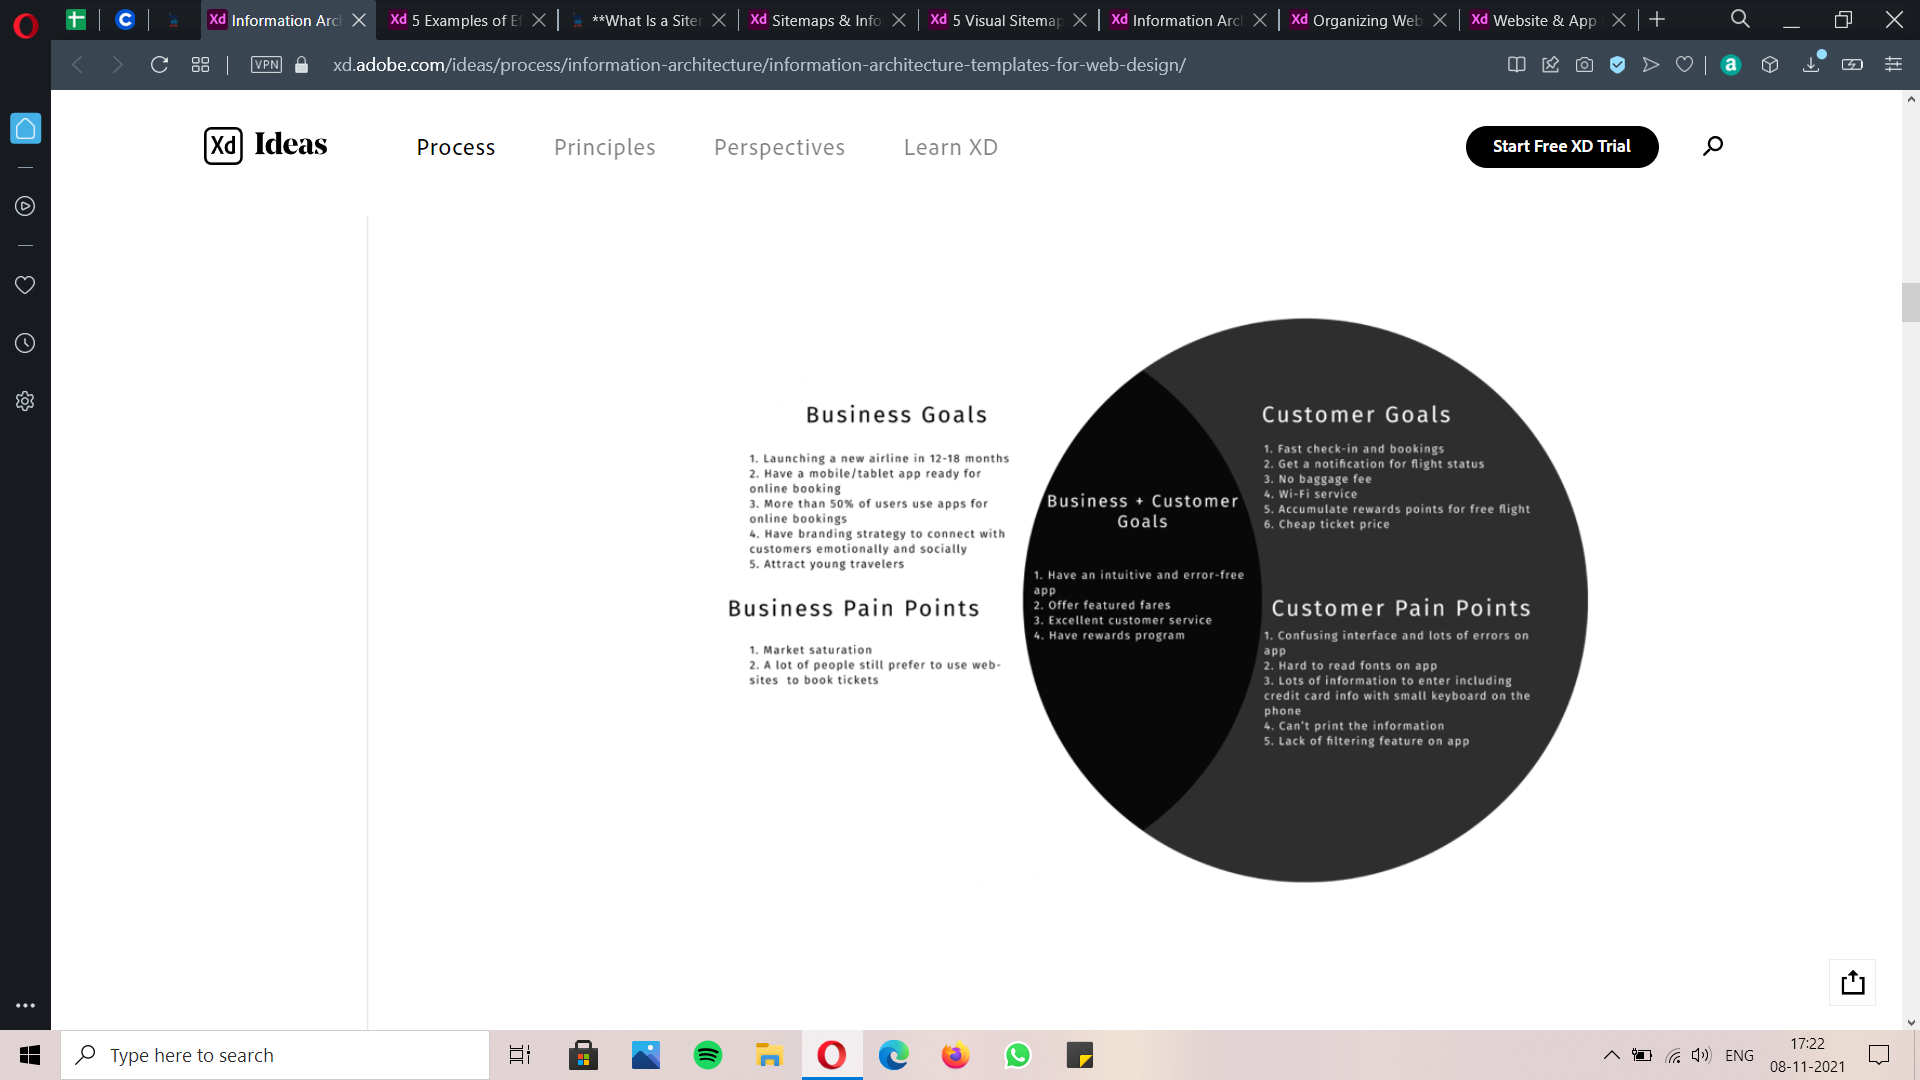 Information Arc
5 Examples of Ef
**What Is a Siter
Sitemaps & Info
5 Visual Sitemap
Information Arc
Organizing Web
Website & App
VPN
xd.adobe.com/ideas/process/information-architecture/information-architecture-templates-for-web-design/
Xd Ideas
Process
Principles
Perspectives
Learn XD
Start Free XD Trial
Business Goals
1. Launching a new airline in 12-18 months
2. Have a mobile/tablet app ready for
online booking
3. More than 50% of users use apps for
online bookings
4. Have branding strategy to connect with
customers emotionally and socially
5. Attract young travelers
Business Pain Points
1. Market saturation
2. A lot of people still prefer to use web-
sites to book tickets
Business + Customer
Goals
1. Have an intuitive and error-free
app
2. Offer featured fares
3. Excellent customer service
4. Have rewards program
Customer Goals
1. Fast check-in and bookings
2. Get a notification for flight status
3. No baggage fee
4. Wi-Fi service
5. Accumulate rewards points for free flight
6. Cheap ticket price
Customer Pain Points
1. Confusing interface and lots of errors on
app
2. Hard to read fonts on app
3. Lots of information to enter including
credit card info with small keyboard on the
phone
4. Can't print the information
5. Lack of filtering feature on app
Type here to search
ENG
17:22
08-11-2021